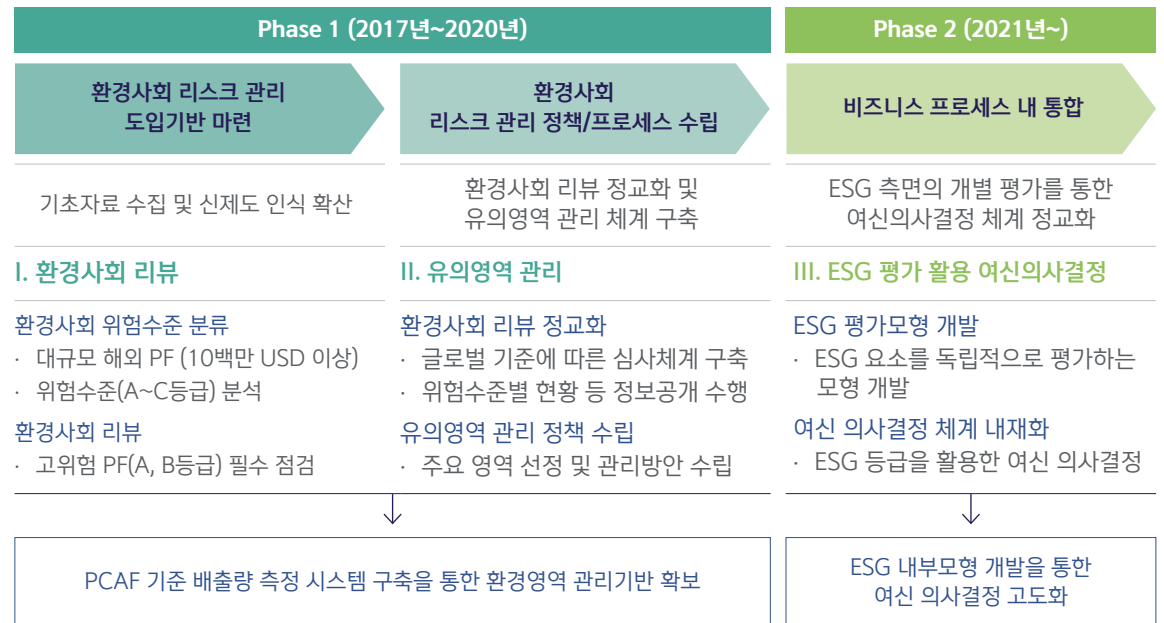 Phase 1 (2017년~2020년)
Phase 2 (2021년~)
환경사회 리스크 관리
도입기반 마련
환경사회
리스크 관리 정책/프로세스 수립
비즈니스 프로세스 내 통합
기초자료 수집 및 신제도 인식 확산
환경사회 리뷰 정교화 및
유의영역 관리 체계 구축
ESG 측면의 개별 평가를 통한
여신의사결정 체계 정교화
I. 환경사회 리뷰
환경사회 위험수준 분류
· 대규모 해외 PF (10백만 USD 이상)
· 위험수준(A~C등급) 분석
환경사회 리뷰
· 고위험 PF(A, B등급) 필수 점검
II. 유의영역 관리
환경사회 리뷰 정교화
· 글로벌 기준에 따른 심사체계 구축
· 위험수준별 현황 등 정보공개 수행
유의영역 관리 정책 수립
· 주요 영역 선정 및 관리방안 수립
III. ESG 평가 활용 여신의사결정
ESG 평가모형 개발
· ESG 요소를 독립적으로 평가하는
모형 개발
여신 의사결정 체계 내재화
· ESG 등급을 활용한 여신 의사결정
PCAF 기준 배출량 측정 시스템 구축을 통한 환경영역 관리기반 확보
ESG 내부모형 개발을 통한
여신 의사결정 고도화